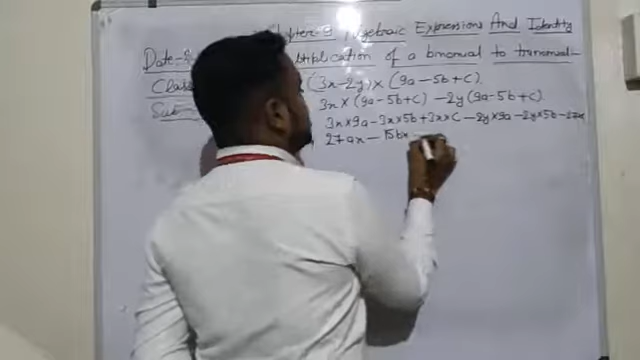 Chapter-9 Algebraic Expressions And Identity
Date- Multiplication of a binomial to trinomial-
Class (3x-2y)×(9a-5b+c)
Sub 3x×(9a-5b+c) -2y(9a-5b+c)
3x×9a-3x×5b+3x×c-2y×9a-2y×5b-
27ax-15bx